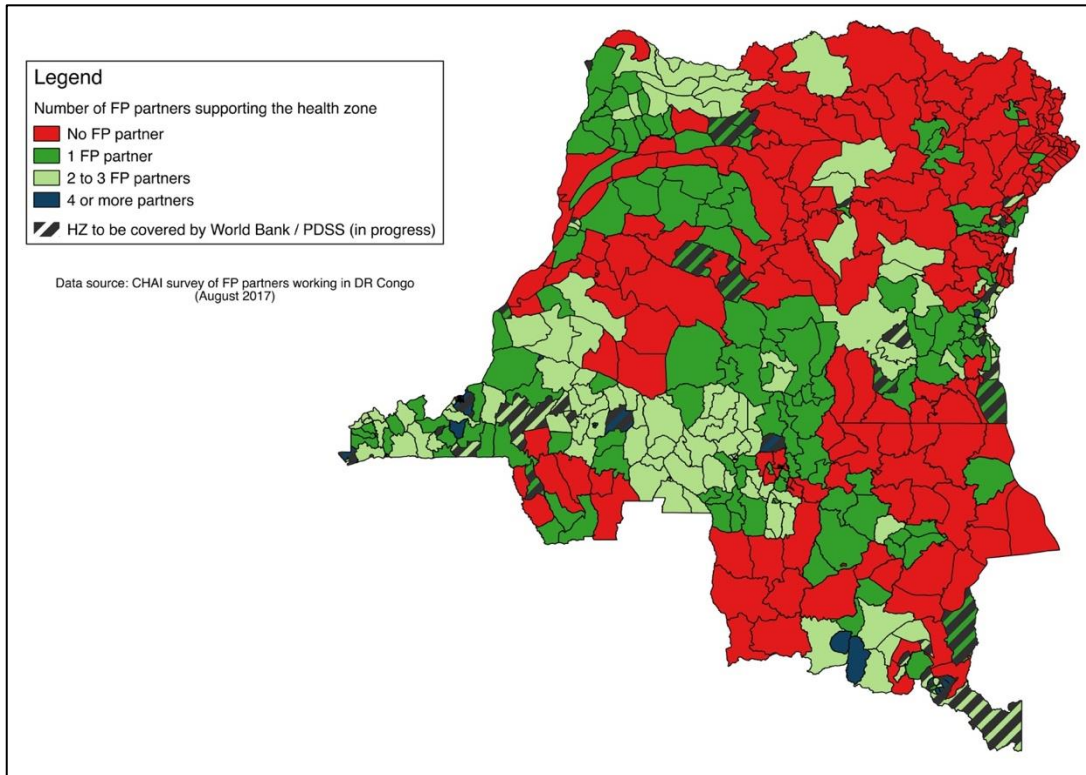 Legend
Number of FP partners supporting the health zone
No FP partner
1 FP partner
2 to 3 FP partners
4 or more partners
HZ to be covered by World Bank / PDSS (in progress)
Data source: CHAI survey of FP partners working in DR Congo
(August 2017)